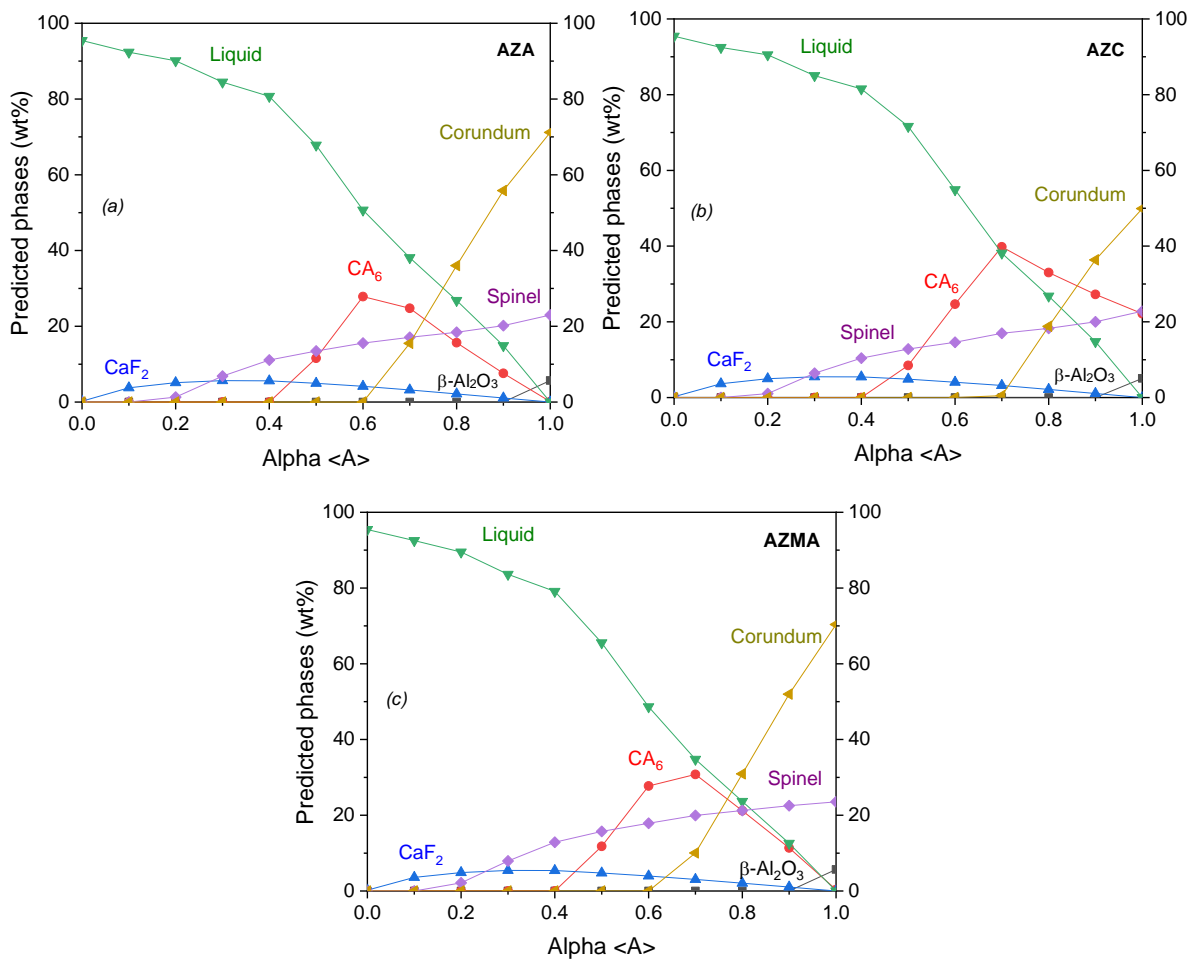 AZA
Liquid
Corundum
(a)
CA₆
Spinel
CaF₂
β-Al₂O₃
Predicted phases (wt%)
100
80
60
40
20
0
100
80
60
40
20
0
0.0 0.2 0.4 0.6 0.8 1.0
Alpha <A>
AZC
Liquid
Corundum
(b)
CA₆
Spinel
CaF₂
β-Al₂O₃
Predicted phases (wt%)
100
80
60
40
20
0
100
80
60
40
20
0
0.0 0.2 0.4 0.6 0.8 1.0
Alpha <A>
AZMA
Liquid
Corundum
(c)
CA₆
Spinel
CaF₂
β-Al₂O₃
Predicted phases (wt%)
100
80
60
40
20
0
100
80
60
40
20
0
0.0 0.2 0.4 0.6 0.8 1.0
Alpha <A>